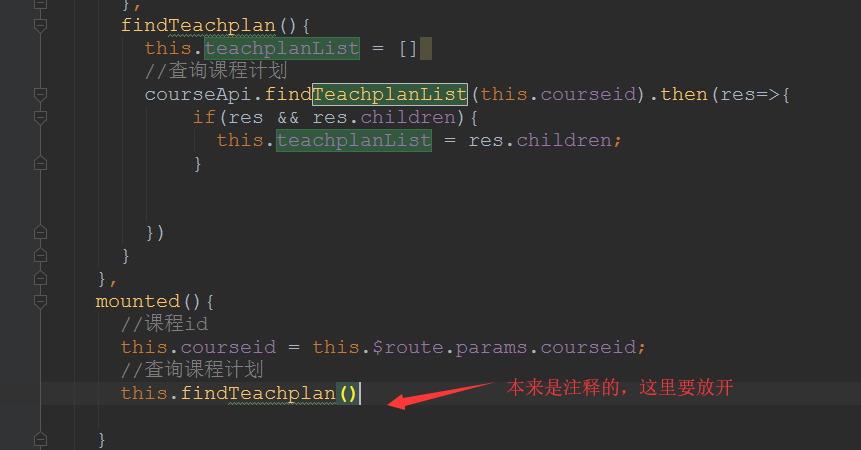 },
findTeachplan(){
this.teachplanList = []
//查询课程计划
courseApi.findTeachplanList(this.courseid).then(res=>{
if(res && res.children){
this.teachplanList = res.children;
}
})
}
},
mounted(){
//课程id
this.courseid = this.$route.params.courseid;
//查询课程计划
this.findTeachplan()
本来是注释的，这里要放开
}